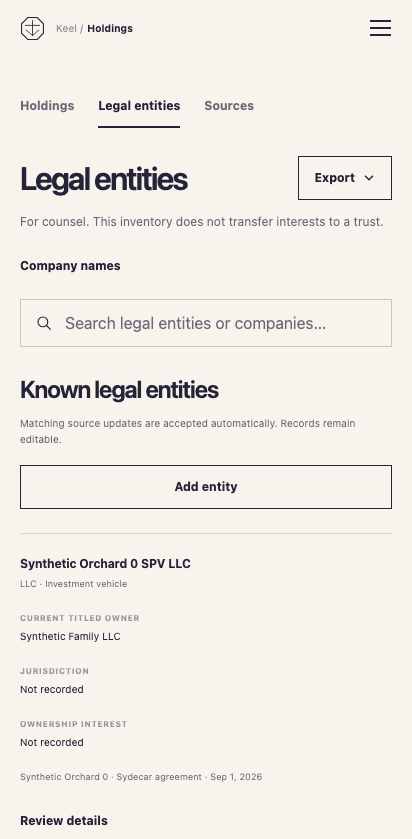 Keel / Holdings
Holdings Legal entities Sources
Legal entities
Export
For counsel. This inventory does not transfer interests to a trust.
Company names
Search legal entities or companies...
Known legal entities
Matching source updates are accepted automatically. Records remain
editable.
Add entity
Synthetic Orchard 0 SPV LLC
LLC · Investment vehicle
CURRENT TITLED OWNER
Synthetic Family LLC
JURISDICTION
Not recorded
OWNERSHIP INTEREST
Not recorded
Synthetic Orchard 0 · Sydecar agreement · Sep 1, 2026
Review details